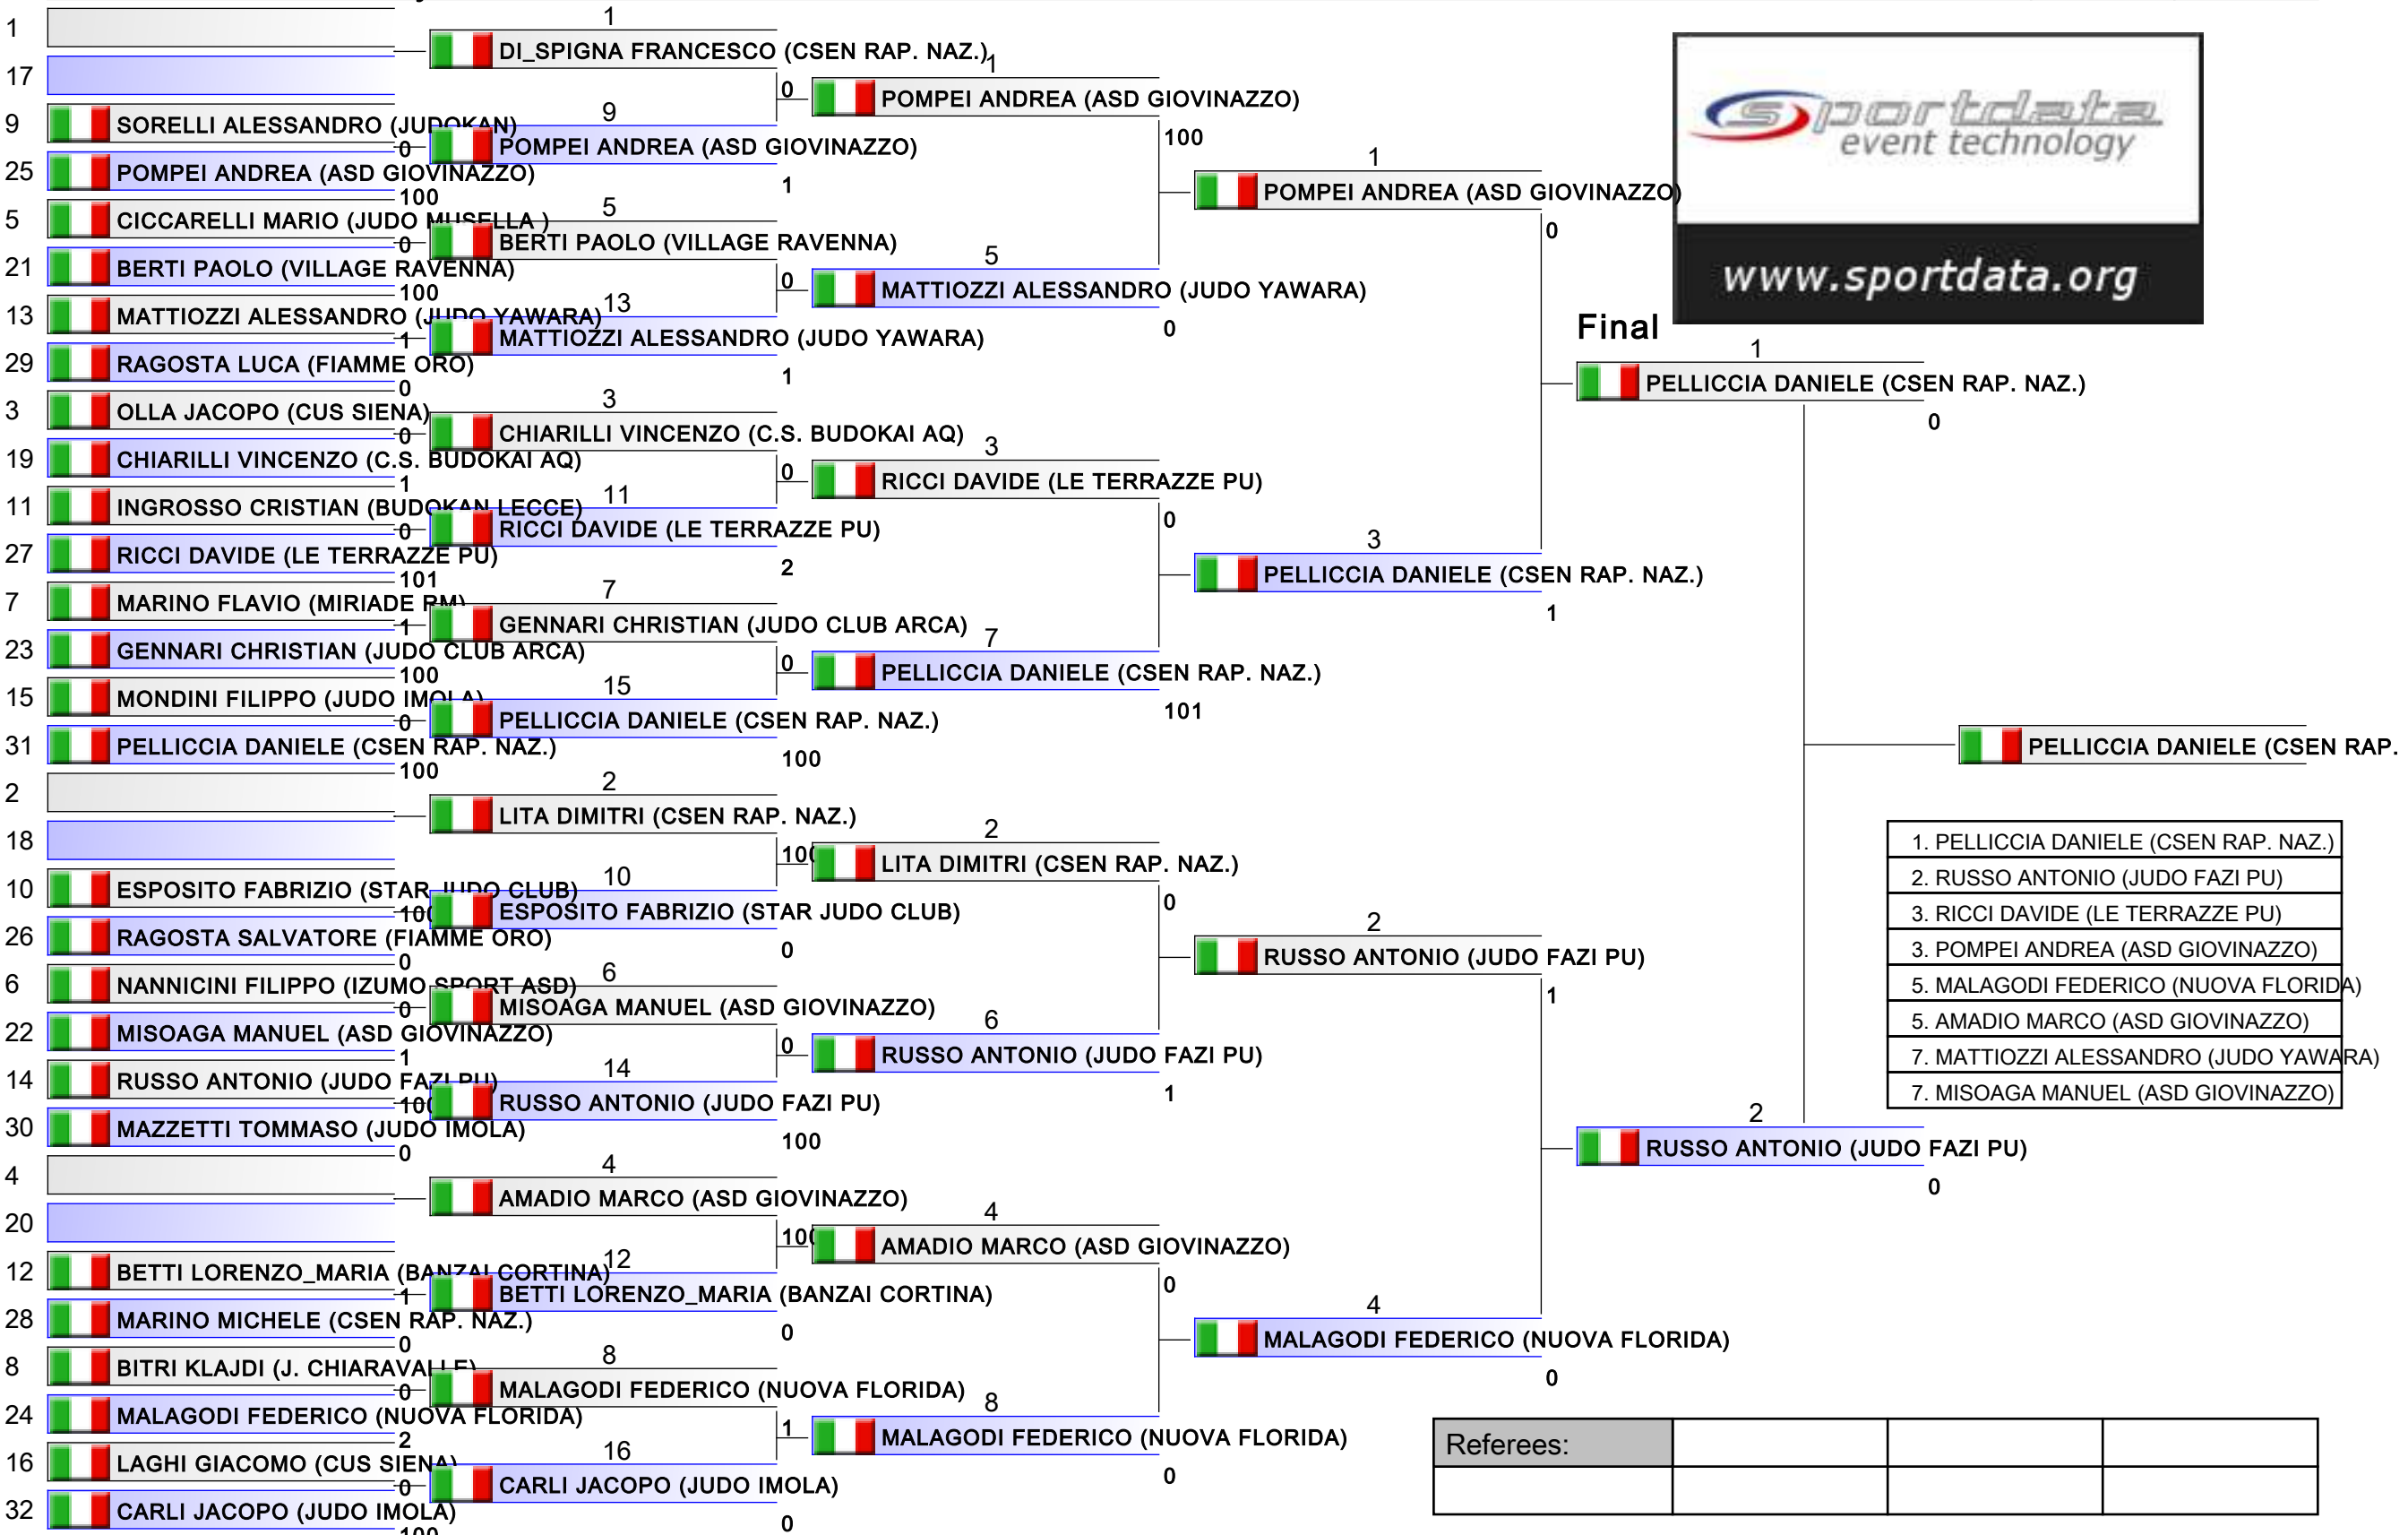 1
17
9 SORELLI ALESSANDRO (JUDOKAN)
0
25 POMPEI ANDREA (ASD GIOVINAZZO)
100
5 CICCARELLI MARIO (JUDO MUSELLA )
0
21 BERTI PAOLO (VILLAGE RAVENNA)
100
13 MATTIOZZI ALESSANDRO (JUDO YAWARA)
1
29 RAGOSTA LUCA (FIAMME ORO)
0
3 OLLA JACOPO (CUS SIENA)
0
19 CHIARILLI VINCENZO (C.S. BUDOKAI AQ)
1
11 INGROSSO CRISTIAN (BUDOKAN LECCE)
0
27 RICCI DAVIDE (LE TERRAZZE PU)
101
7 MARINO FLAVIO (MIRIADE RM)
1
23 GENNARI CHRISTIAN (JUDO CLUB ARCA)
100
15 MONDINI FILIPPO (JUDO IMOLA)
0
31 PELLICCIA DANIELE (CSEN RAP. NAZ.)
100
2
18
10 ESPOSITO FABRIZIO (STAR JUDO CLUB)
100
26 RAGOSTA SALVATORE (FIAMME ORO)
0
6 NANNICINI FILIPPO (IZUMO SPORT ASD)
0
22 MISOAGA MANUEL (ASD GIOVINAZZO)
1
14 RUSSO ANTONIO (JUDO FAZI PU)
100
30 MAZZETTI TOMMASO (JUDO IMOLA)
0
4
20
12 BETTI LORENZO_MARIA (BANZAI CORTINA)
1
28 MARINO MICHELE (CSEN RAP. NAZ.)
0
8 BITRI KLAJDI (J. CHIARAVALLE)
0
24 MALAGODI FEDERICO (NUOVA FLORIDA)
2
16 LAGHI GIACOMO (CUS SIENA)
0
32 CARLI JACOPO (JUDO IMOLA)
100
1
DI_SPIGNA FRANCESCO (CSEN RAP. NAZ.)
0
9
POMPEI ANDREA (ASD GIOVINAZZO)
1
5
BERTI PAOLO (VILLAGE RAVENNA)
0
13
MATTIOZZI ALESSANDRO (JUDO YAWARA)
1
3
CHIARILLI VINCENZO (C.S. BUDOKAI AQ)
0
11
RICCI DAVIDE (LE TERRAZZE PU)
2
7
GENNARI CHRISTIAN (JUDO CLUB ARCA)
0
15
PELLICCIA DANIELE (CSEN RAP. NAZ.)
100
2
LITA DIMITRI (CSEN RAP. NAZ.)
100
10
ESPOSITO FABRIZIO (STAR JUDO CLUB)
0
6
MISOAGA MANUEL (ASD GIOVINAZZO)
0
14
RUSSO ANTONIO (JUDO FAZI PU)
100
4
AMADIO MARCO (ASD GIOVINAZZO)
100
12
BETTI LORENZO_MARIA (BANZAI CORTINA)
0
8
MALAGODI FEDERICO (NUOVA FLORIDA)
1
16
CARLI JACOPO (JUDO IMOLA)
0
1
POMPEI ANDREA (ASD GIOVINAZZO)
100
5
MATTIOZZI ALESSANDRO (JUDO YAWARA)
0
3
RICCI DAVIDE (LE TERRAZZE PU)
0
7
PELLICCIA DANIELE (CSEN RAP. NAZ.)
101
2
LITA DIMITRI (CSEN RAP. NAZ.)
0
6
RUSSO ANTONIO (JUDO FAZI PU)
1
4
AMADIO MARCO (ASD GIOVINAZZO)
0
8
MALAGODI FEDERICO (NUOVA FLORIDA)
0
1
POMPEI ANDREA (ASD GIOVINAZZO)
0
3
PELLICCIA DANIELE (CSEN RAP. NAZ.)
1
2
RUSSO ANTONIO (JUDO FAZI PU)
1
4
MALAGODI FEDERICO (NUOVA FLORIDA)
0
sportdata
event technology
www.sportdata.org
Final
1
PELLICCIA DANIELE (CSEN RAP. NAZ.)
0
2
RUSSO ANTONIO (JUDO FAZI PU)
0
PELLICCIA DANIELE (CSEN RAP.
1. PELLICCIA DANIELE (CSEN RAP. NAZ.)
2. RUSSO ANTONIO (JUDO FAZI PU)
3. RICCI DAVIDE (LE TERRAZZE PU)
3. POMPEI ANDREA (ASD GIOVINAZZO)
5. MALAGODI FEDERICO (NUOVA FLORIDA)
5. AMADIO MARCO (ASD GIOVINAZZO)
7. MATTIOZZI ALESSANDRO (JUDO YAWARA)
7. MISOAGA MANUEL (ASD GIOVINAZZO)
Referees: